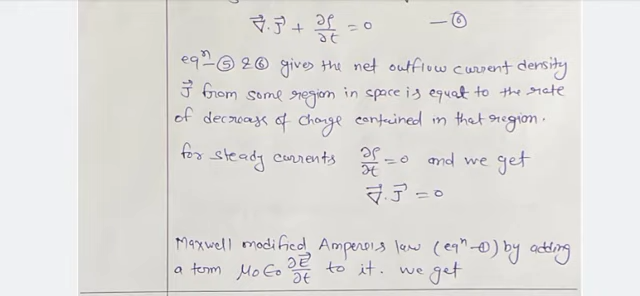 ∇⃗.J⃗ + ∂ρ/∂t = 0 —⑥
eqⁿ– ⑤ & ⑥ gives the net outflow current density
J⃗ from some region in space is equal to the rate
of decrease of charge contained in that region.
for steady currents ∂ρ/∂t = 0 and we get
∇⃗.J⃗ = 0
Maxwell modified Ampere's law (eqⁿ–①) by adding
a term μ₀ε₀ ∂E⃗/∂t to it. we get